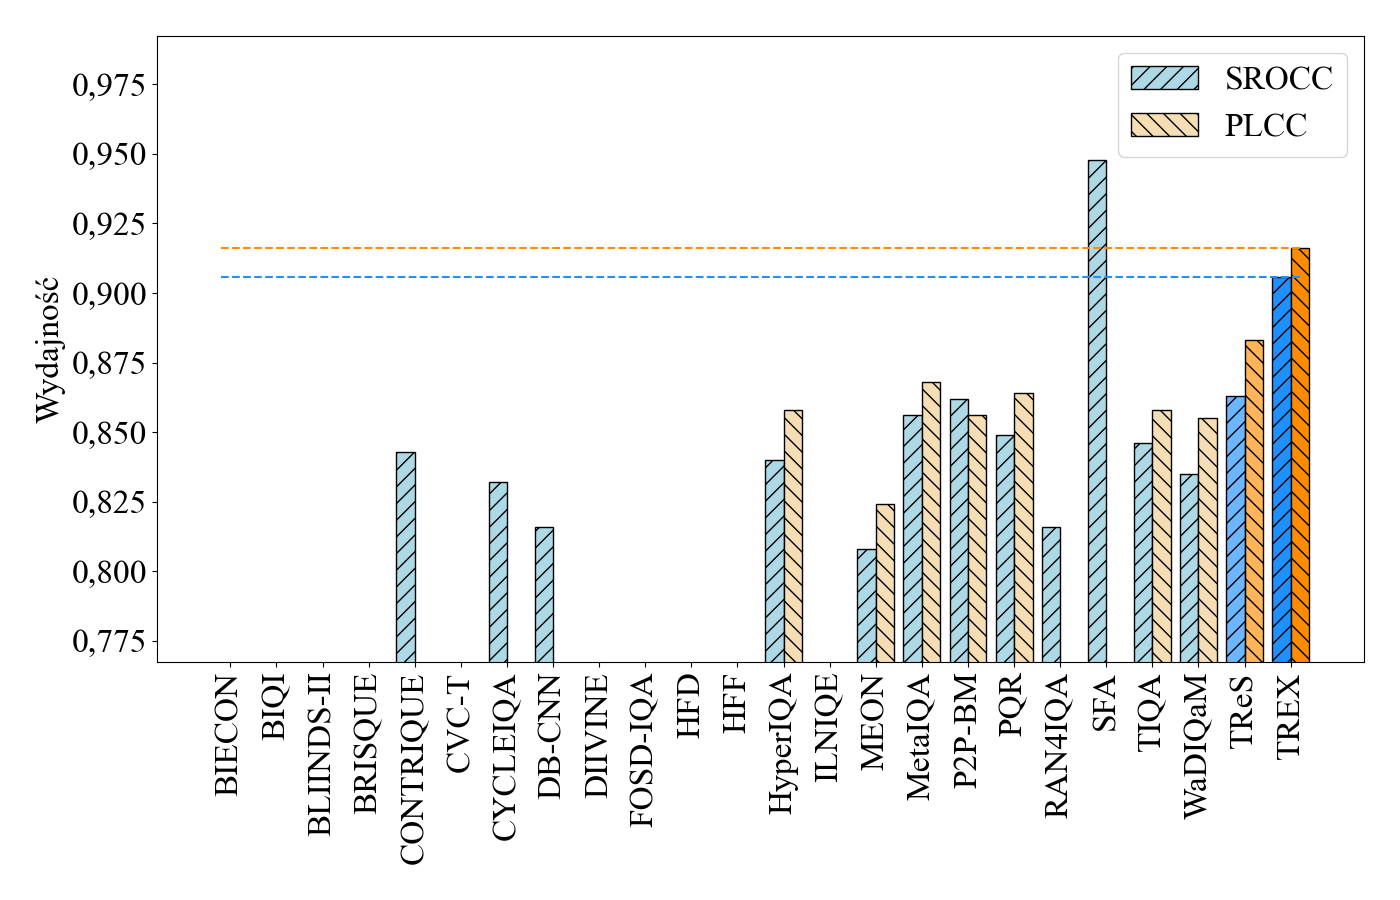 SROCC
PLCC
Wydajność
0,975
0,950
0,925
0,900
0,875
0,850
0,825
0,800
0,775
BIECON
BIQI
BLIINDS-II
BRISQUE
CONTRIQUE
CVC-T
CYCLEIQA
DB-CNN
DIIVINE
FOSD-IQA
HFD
HFF
HyperIQA
ILNIQE
MEON
MetaIQA
P2P-BM
PQR
RAN4IQA
SFA
TIQA
WaDIQaM
TReS
TREX